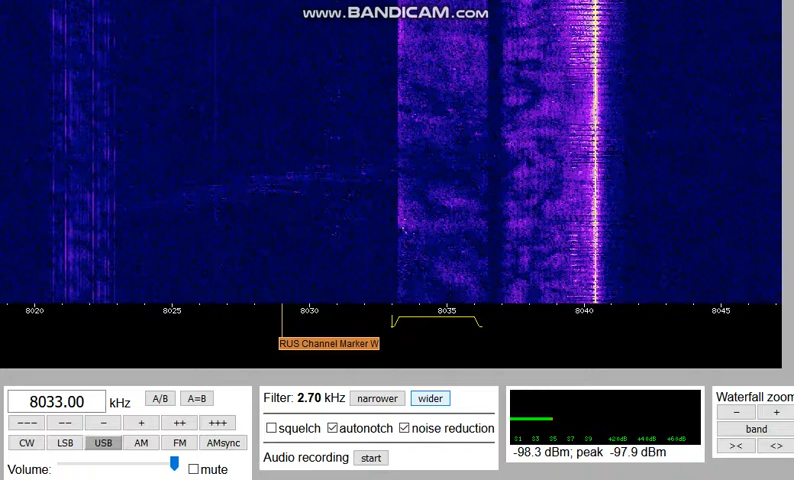 www.BANDICAM.com
8020 8025 8030 8035 8040 8045
RUS Channel Marker W
8033.00 kHz A/B A=B
--- -- - + ++ +++
CW LSB USB AM FM AMsync
Volume: mute
Filter: 2.70 kHz narrower wider
squelch autonotch noise reduction
Audio recording start
S1 S3 S5 S7 S9 +20dB +40dB +60dB
-98.3 dBm; peak -97.9 dBm
Waterfall zoom
- +
band
>< <>